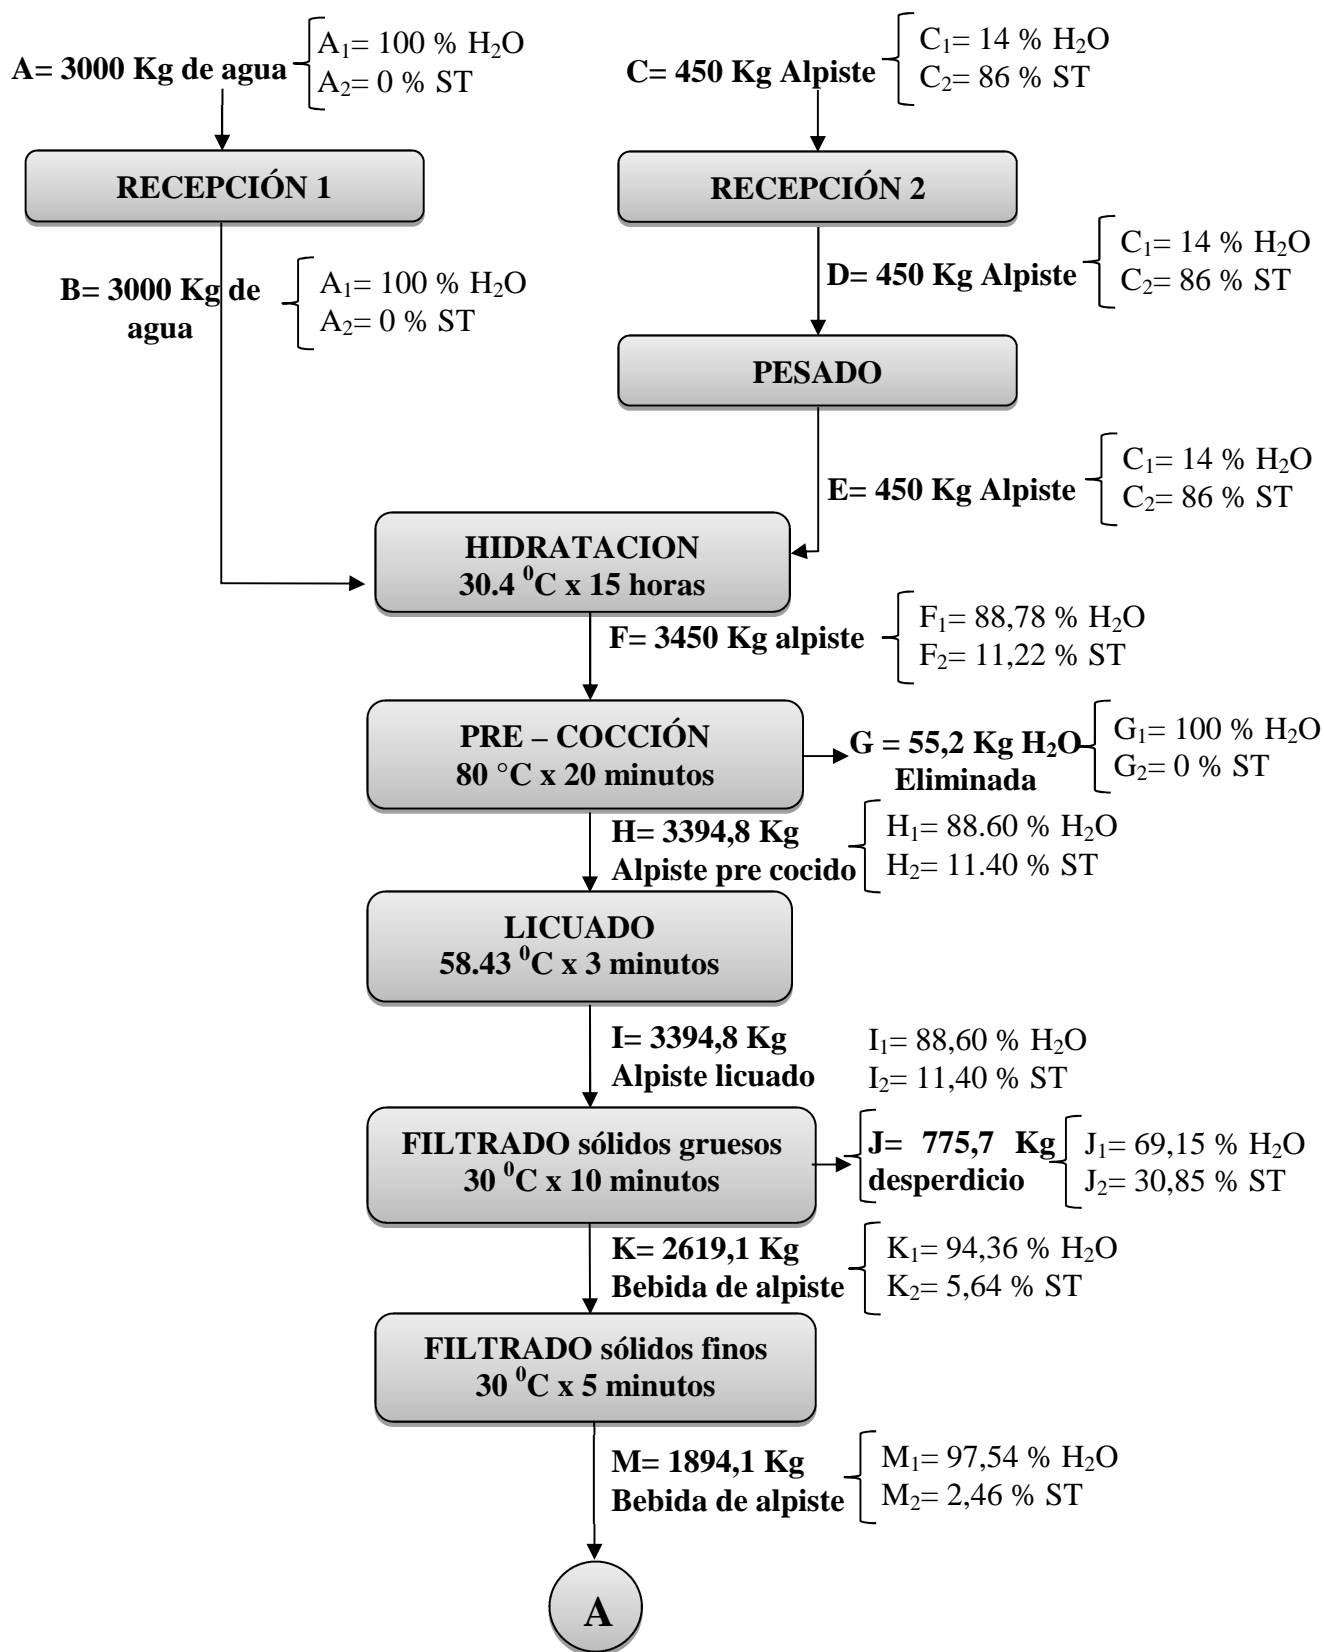 A= 3000 Kg de agua
A₁= 100 % H₂O
A₂= 0 % ST
C= 450 Kg Alpiste
C₁= 14 % H₂O
C₂= 86 % ST
RECEPCIÓN 1
RECEPCIÓN 2
B= 3000 Kg de
agua
A₁= 100 % H₂O
A₂= 0 % ST
D= 450 Kg Alpiste
C₁= 14 % H₂O
C₂= 86 % ST
PESADO
E= 450 Kg Alpiste
C₁= 14 % H₂O
C₂= 86 % ST
HIDRATACION
30.4 ⁰C x 15 horas
F= 3450 Kg alpiste
F₁= 88,78 % H₂O
F₂= 11,22 % ST
PRE – COCCIÓN
80 °C x 20 minutos
G = 55,2 Kg H₂O
Eliminada
G₁= 100 % H₂O
G₂= 0 % ST
H= 3394,8 Kg
Alpiste pre cocido
H₁= 88.60 % H₂O
H₂= 11.40 % ST
LICUADO
58.43 ⁰C x 3 minutos
I= 3394,8 Kg
Alpiste licuado
I₁= 88,60 % H₂O
I₂= 11,40 % ST
FILTRADO sólidos gruesos
30 ⁰C x 10 minutos
J= 775,7 Kg
desperdicio
J₁= 69,15 % H₂O
J₂= 30,85 % ST
K= 2619,1 Kg
Bebida de alpiste
K₁= 94,36 % H₂O
K₂= 5,64 % ST
FILTRADO sólidos finos
30 ⁰C x 5 minutos
M= 1894,1 Kg
Bebida de alpiste
M₁= 97,54 % H₂O
M₂= 2,46 % ST
A